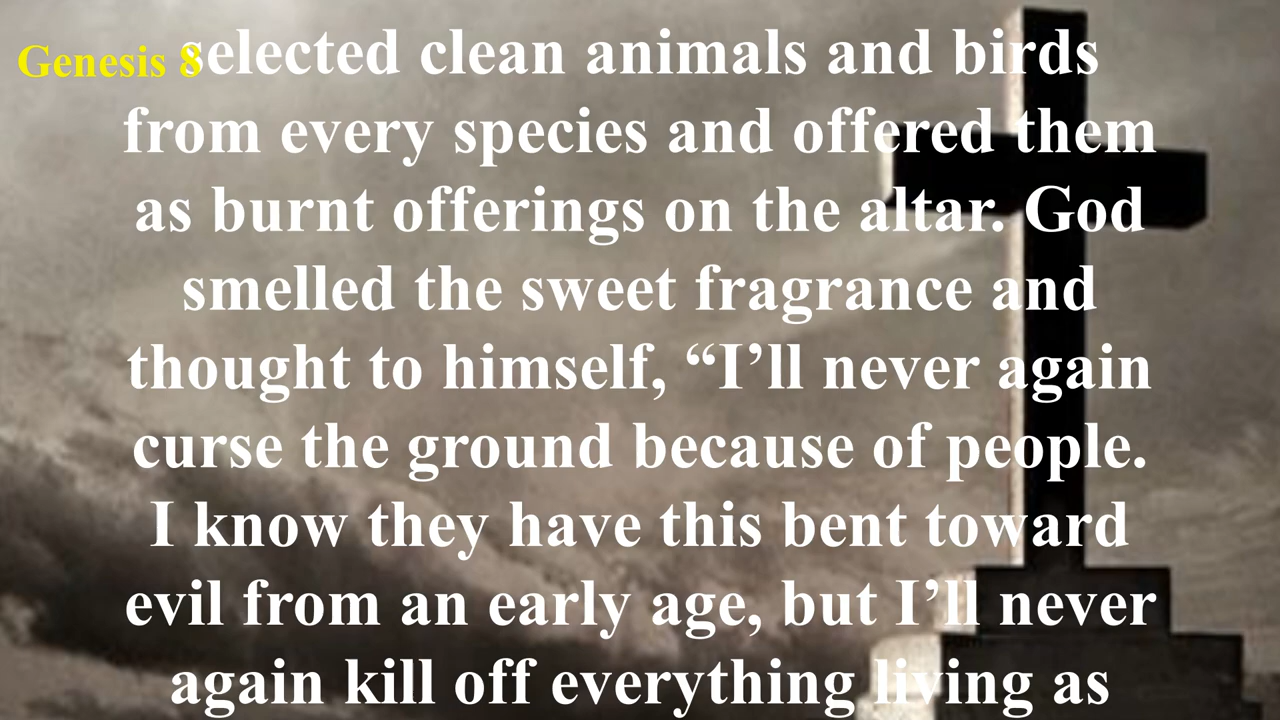 Genesis 8
selected clean animals and birds
from every species and offered them
as burnt offerings on the altar. God
smelled the sweet fragrance and
thought to himself, “I’ll never again
curse the ground because of people.
I know they have this bent toward
evil from an early age, but I’ll never
again kill off everything living as